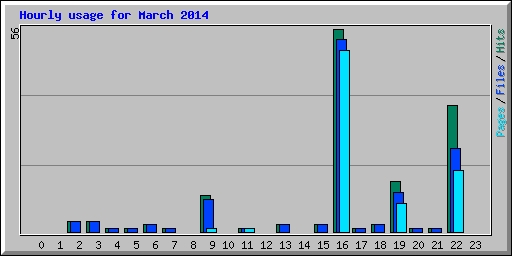 Hourly usage for March 2014
56
Pages/Files/Hits
0 1 2 3 4 5 6 7 8 9 10 11 12 13 14 15 16 17 18 19 20 21 22 23